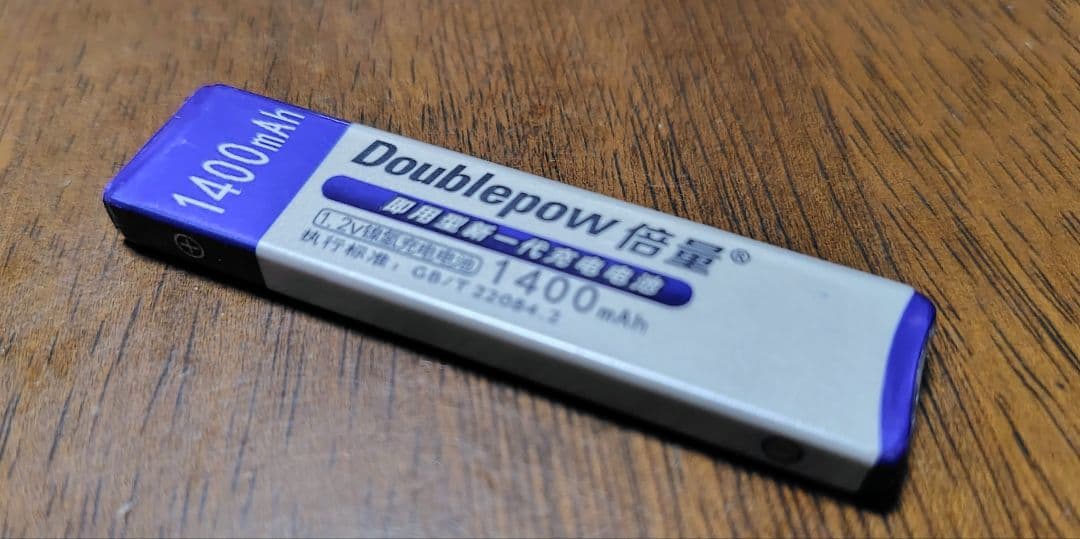 1400mAh
Doublepow 倍量®
即用型新一代充电电池
1.2v镍氢充电电池 1400mAh
执行标准，GB/T 22084.2